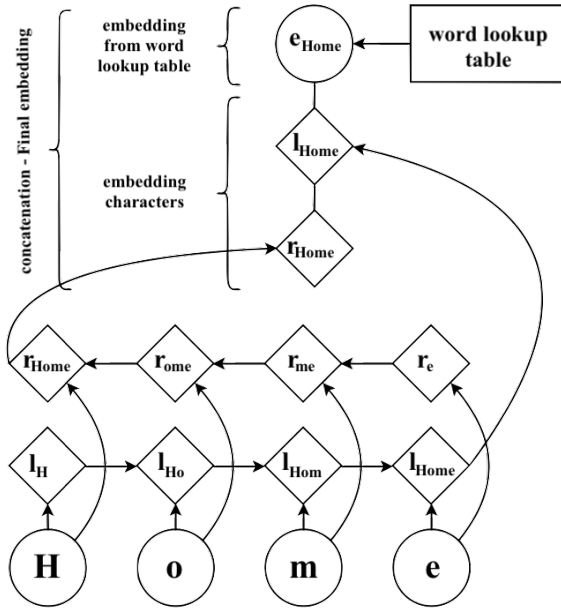 concatenation - Final embedding
embedding
from word
lookup table
e_Home
word lookup
table
l_Home
embedding
characters
r_Home
r_Home
r_ome
r_me
r_e
l_H
l_Ho
l_Hom
l_Home
H
o
m
e